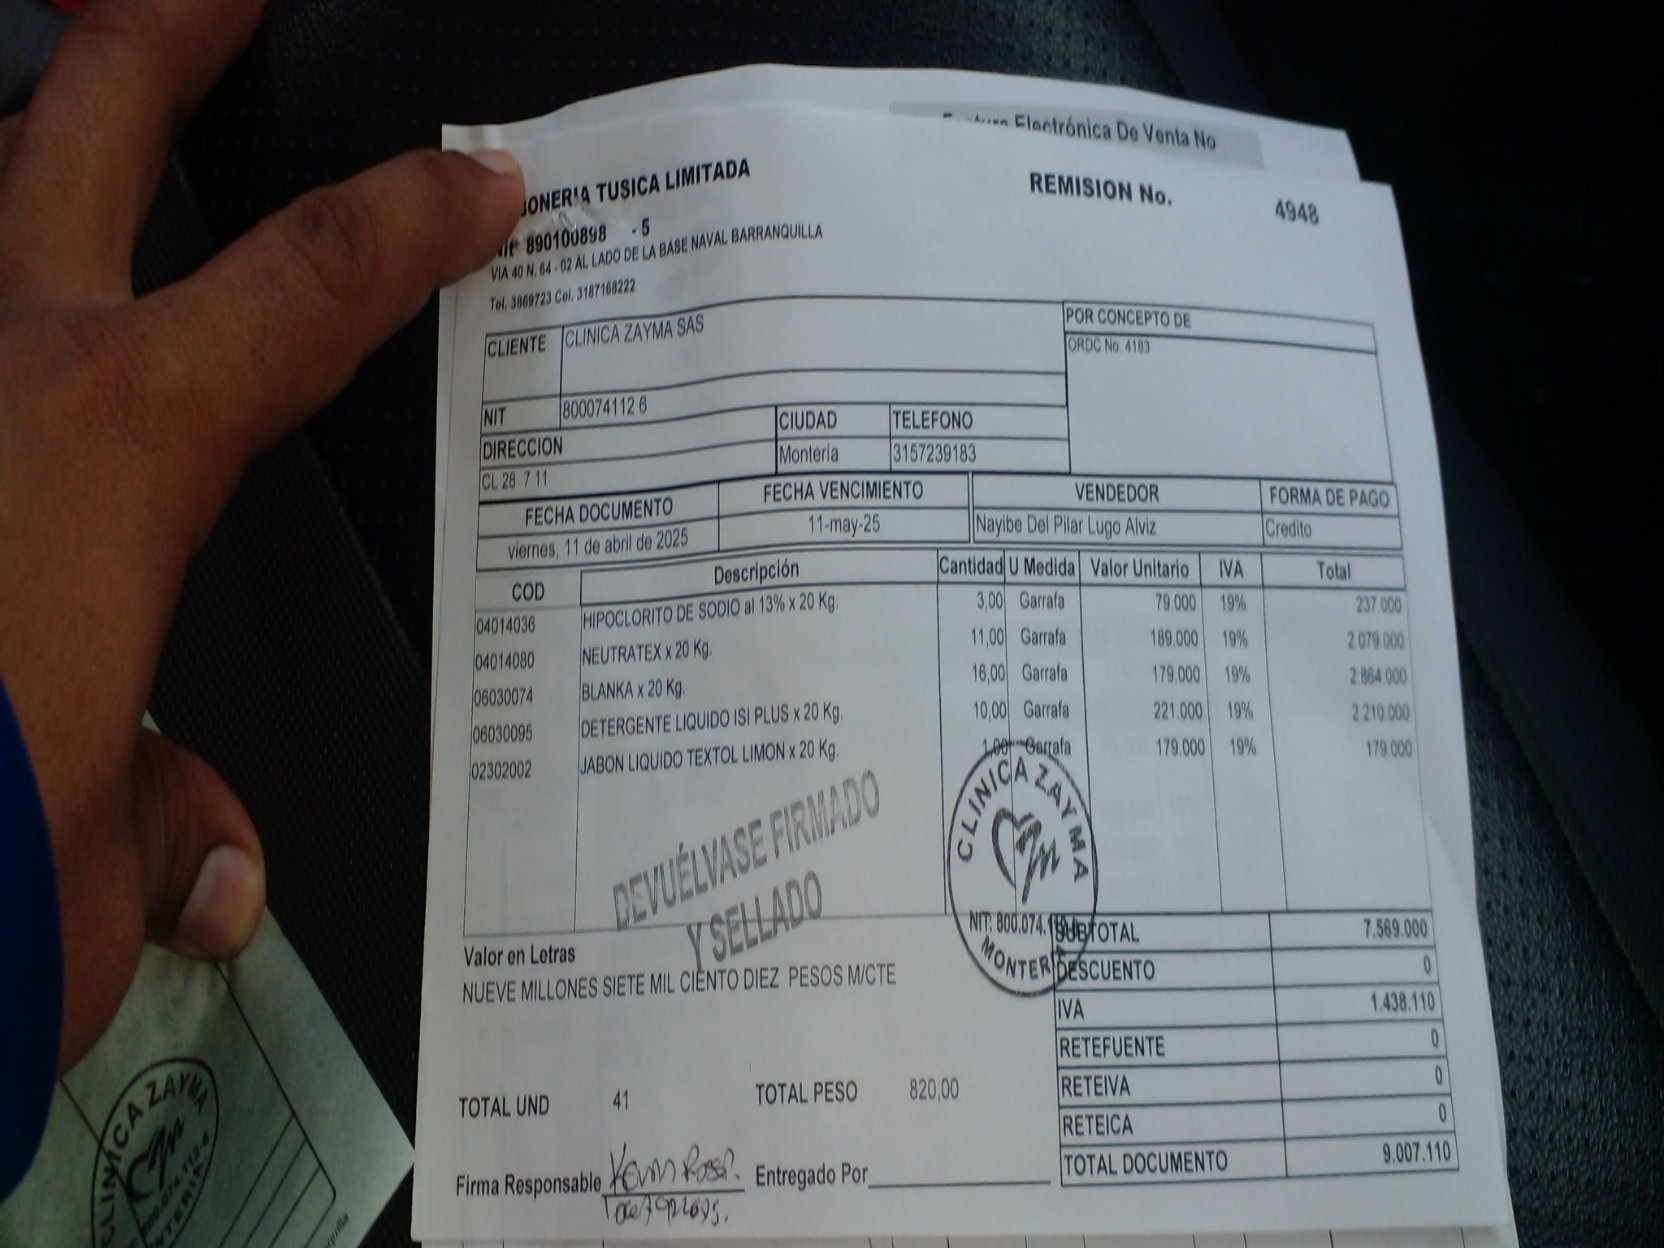 Electrónica De Venta No
TUSICA LIMITADA
REMISION No. 4948
890100898 - 5
VIA 40 N. 64 - 02 AL LADO DE LA BASE NAVAL BARRANQUILLA
Tel. 3869723 Cel. 3187168222
CLIENTE CLINICA ZAYMA SAS
POR CONCEPTO DE
ORDC No. 4183
NIT 800074112 6
CIUDAD TELEFONO
DIRECCION Montería 3157239183
CL 28 7 11
FECHA DOCUMENTO FECHA VENCIMIENTO VENDEDOR FORMA DE PAGO
viernes, 11 de abril de 2025 11-may-25 Nayibe Del Pilar Lugo Alviz Credito
COD Descripción Cantidad U Medida Valor Unitario IVA Total
04014036 HIPOCLORITO DE SODIO al 13% x 20 Kg. 3,00 Garrafa 79.000 19% 237.000
04014080 NEUTRATEX x 20 Kg. 11,00 Garrafa 189.000 19% 2.079.000
06030074 BLANKA x 20 Kg. 16,00 Garrafa 179.000 19% 2.864.000
06030095 DETERGENTE LIQUIDO ISI PLUS x 20 Kg. 10,00 Garrafa 221.000 19% 2.210.000
02302002 JABON LIQUIDO TEXTOL LIMON x 20 Kg. 1,00 Garrafa 179.000 19% 179.000
DEVUÉLVASE FIRMADO
Y SELLADO
CLINICA ZAYMA
NIT: 800.074.
MONTERIA
Valor en Letras
NUEVE MILLONES SIETE MIL CIENTO DIEZ PESOS M/CTE
SUBTOTAL 7.569.000
DESCUENTO 0
IVA 1.438.110
RETEFUENTE 0
RETEIVA 0
RETEICA 0
TOTAL DOCUMENTO 9.007.110
TOTAL UND 41 TOTAL PESO 820,00
Firma Responsable
Entregado Por
CLINICA ZAYMA
800.074.112-6